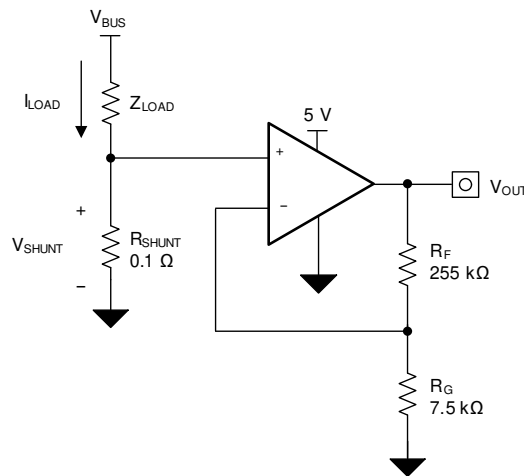 VBUS
ILOAD
ZLOAD
5 V
+
−
VOUT
+
VSHUNT
−
RSHUNT
0.1 Ω
RF
255 kΩ
RG
7.5 kΩ